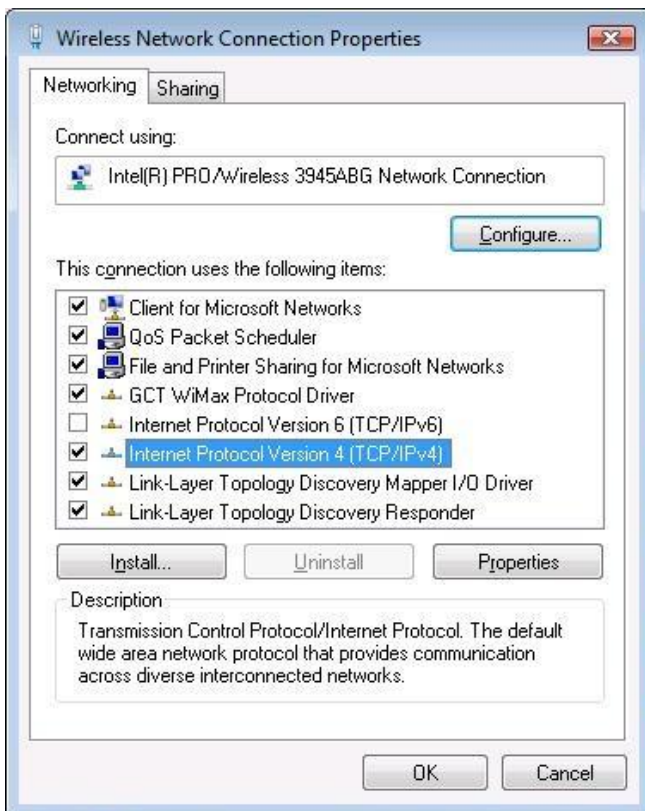 Wireless Network Connection Properties
Networking
Sharing
Connect using:
Intel(R) PRO/Wireless 3945ABG Network Connection
Configure...
This connection uses the following items:
Client for Microsoft Networks
QoS Packet Scheduler
File and Printer Sharing for Microsoft Networks
GCT WiMax Protocol Driver
Internet Protocol Version 6 (TCP/IPv6)
Internet Protocol Version 4 (TCP/IPv4)
Link-Layer Topology Discovery Mapper I/O Driver
Link-Layer Topology Discovery Responder
Install...
Uninstall
Properties
Description
Transmission Control Protocol/Internet Protocol. The default
wide area network protocol that provides communication
across diverse interconnected networks.
OK
Cancel